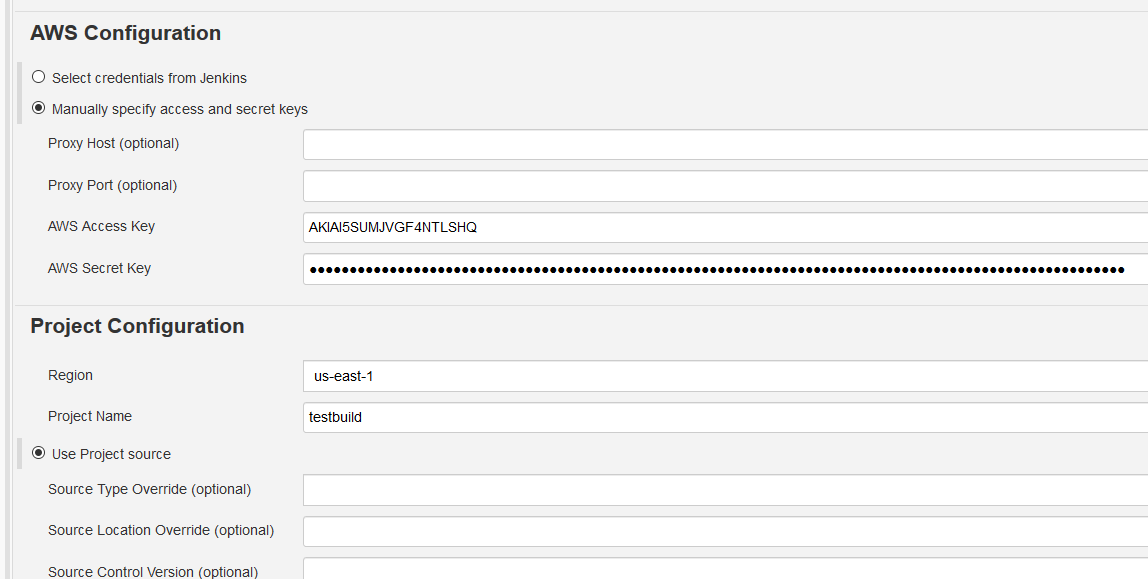 AWS Configuration
Select credentials from Jenkins
Manually specify access and secret keys
Proxy Host (optional)
Proxy Port (optional)
AWS Access Key AKIAI5SUMJVGF4NTLSHQ
AWS Secret Key
Project Configuration
Region us-east-1
Project Name testbuild
Use Project source
Source Type Override (optional)
Source Location Override (optional)
Source Control Version (optional)